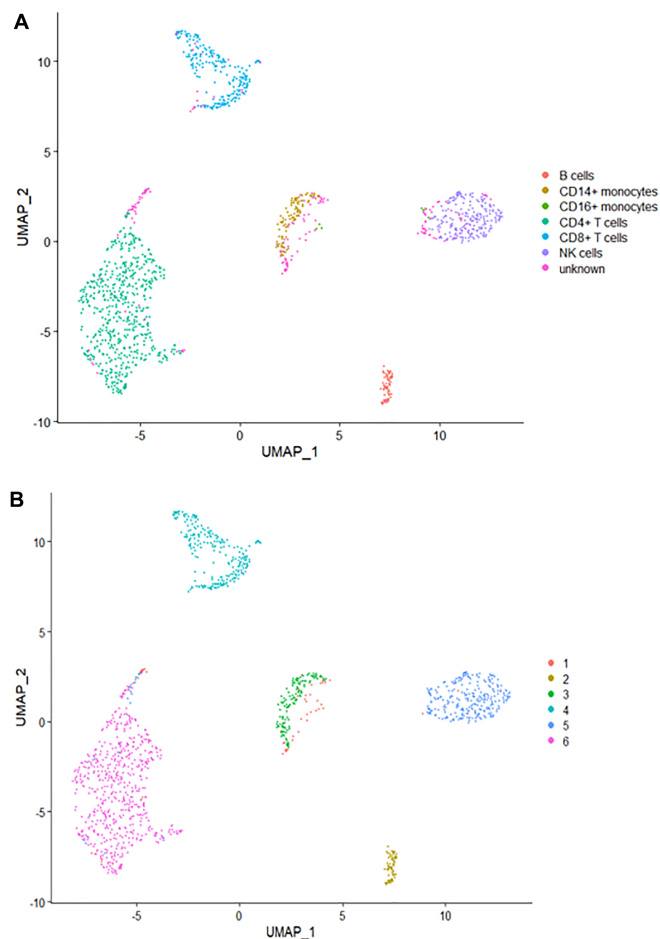 A
10
5
0
-5
-10
UMAP_2
-5 0 5 10
UMAP_1
B cells
CD14+ monocytes
CD16+ monocytes
CD4+ T cells
CD8+ T cells
NK cells
unknown
B
10
5
0
-5
-10
UMAP_2
-5 0 5 10
UMAP_1
1
2
3
4
5
6